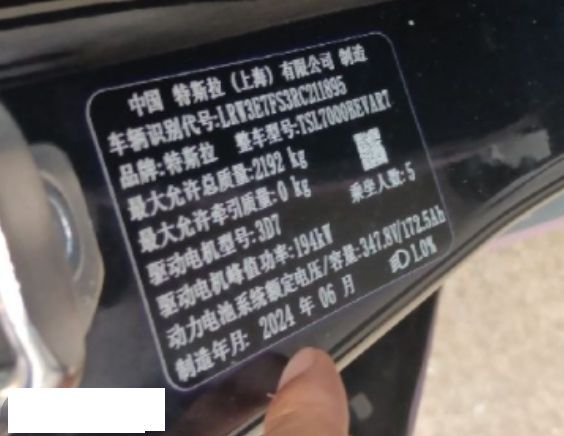 中国 特斯拉 (上海) 有限公司 制造
车辆识别代号:LRW3E7FS3RC211895
品牌:特斯拉 整车型号:TSL7000BEVAR7
最大允许总质量:2192 kg
最大允许牵引质量:0 kg
驱动电机型号:3D7 乘坐人数:5
驱动电机峰值功率:194kW
动力电池系统额定电压/容量:347.8V/172.5Ah
制造年月: 2024 年 06 月 1.0%